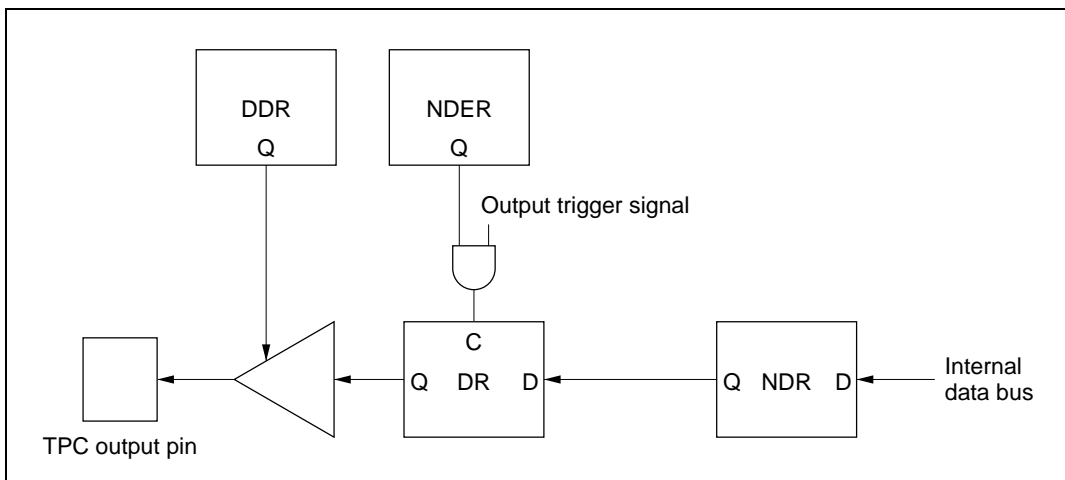 DDR
Q
NDER
Q
Output trigger signal
C
Q DR D
Q NDR D
Internal
data bus
TPC output pin